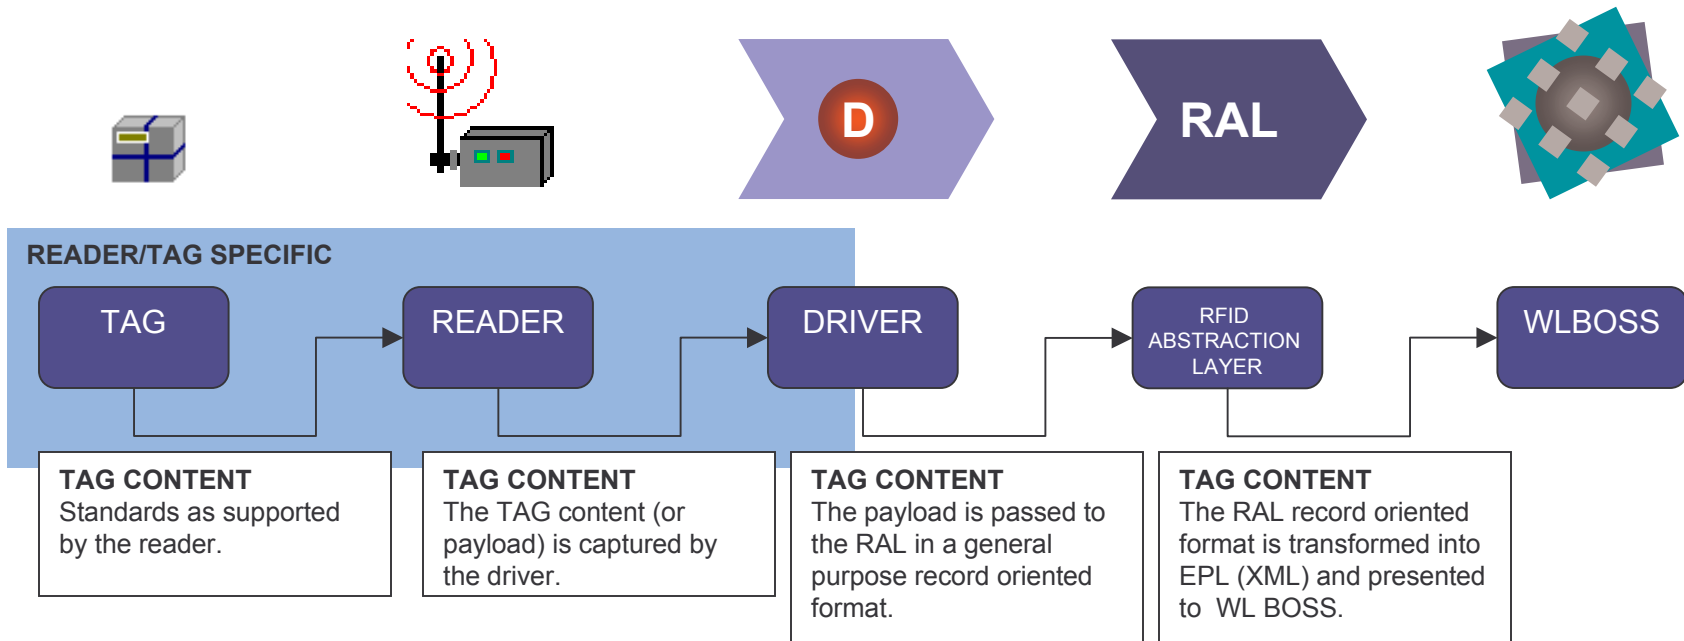 D
RAL
READER/TAG SPECIFIC
TAG
READER
DRIVER
RFID
ABSTRACTION
LAYER
WLBOSS
TAG CONTENT
Standards as supported
by the reader.
TAG CONTENT
The TAG content (or
payload) is captured by
the driver.
TAG CONTENT
The payload is passed to
the RAL in a general
purpose record oriented
format.
TAG CONTENT
The RAL record oriented
format is transformed into
EPL (XML) and presented
to  WL BOSS.